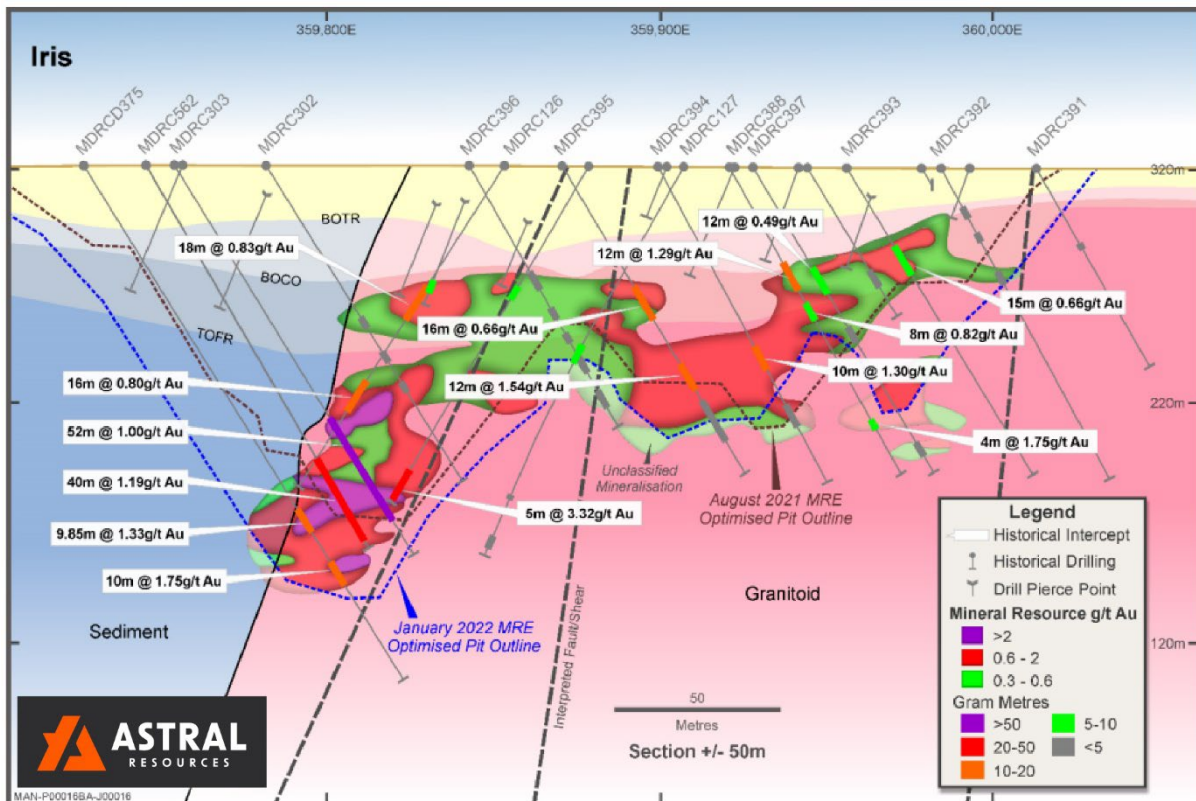 359,800E
359,900E
360,000E
Iris
MDRCD375
MDRC562
MDRC303
MDRC302
MDRC396
MDRC126
MDRC395
MDRC394
MDRC127
MDRC388
MDRC397
MDRC393
MDRC392
MDRC391
320m
BOTR
12m @ 0.49g/t Au
18m @ 0.83g/t Au
12m @ 1.29g/t Au
BOCO
15m @ 0.66g/t Au
TOFR
16m @ 0.66g/t Au
8m @ 0.82g/t Au
10m @ 1.30g/t Au
16m @ 0.80g/t Au
12m @ 1.54g/t Au
220m
52m @ 1.00g/t Au
4m @ 1.75g/t Au
Unclassified
Mineralisation
40m @ 1.19g/t Au
August 2021 MRE
Optimised Pit Outline
5m @ 3.32g/t Au
9.85m @ 1.33g/t Au
10m @ 1.75g/t Au
Granitoid
Sediment
January 2022 MRE
Optimised Pit Outline
120m
Interpreted Fault/Shear
50
Metres
Section +/- 50m
Legend
Historical Intercept
Historical Drilling
Drill Pierce Point
Mineral Resource g/t Au
>2
0.6 - 2
0.3 - 0.6
Gram Metres
>50
5-10
20-50
<5
10-20
ASTRAL
RESOURCES
MAN-P00016BA-J00016